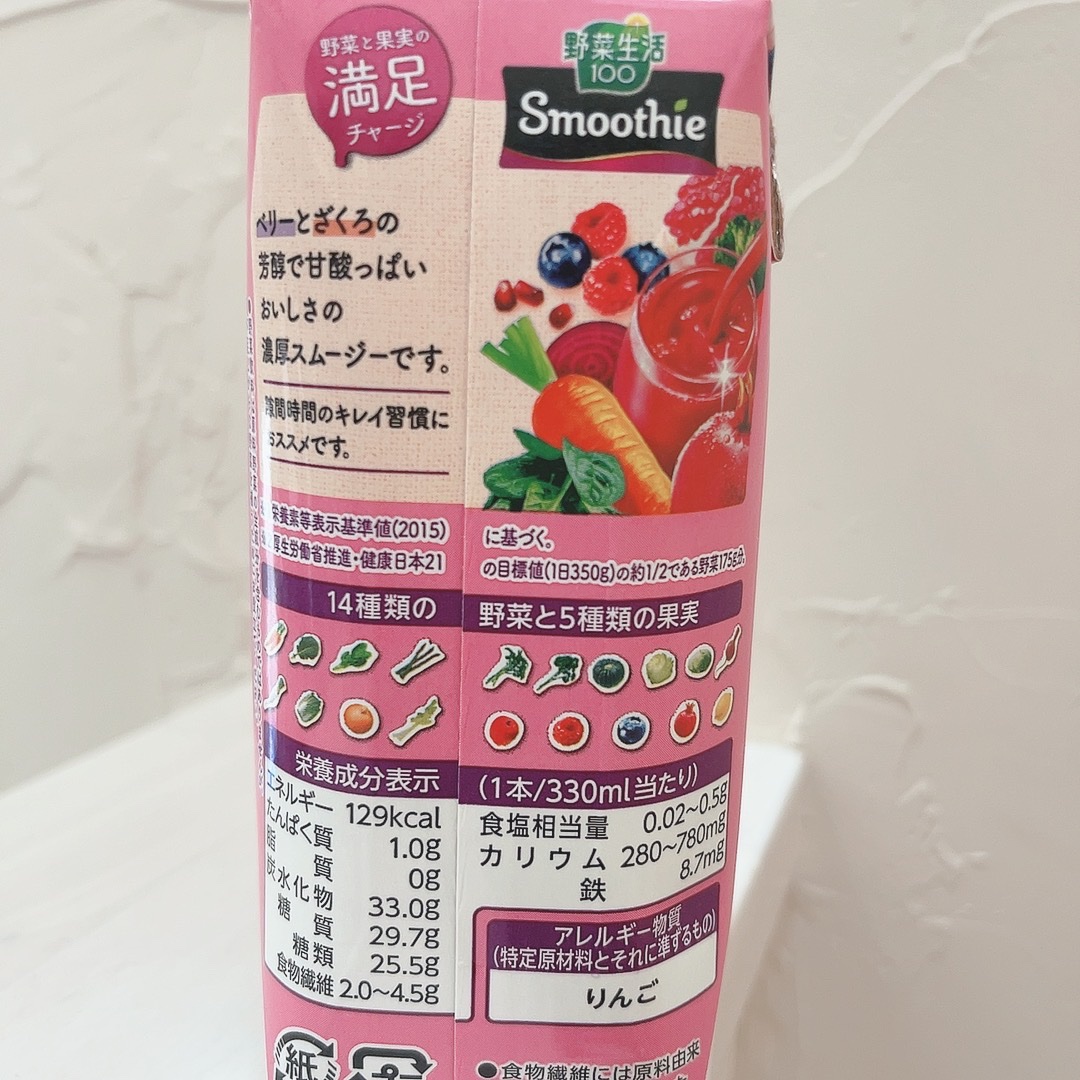 野菜と果実の
満足
チャージ
野菜生活
100
Smoothie
ベリーとざくろの
芳醇で甘酸っぱい
おいしさの
濃厚スムージーです。
隙間時間のキレイ習慣に
おススメです。
栄養素等表示基準値(2015)に基づく。
厚生労働省推進・健康日本21の目標値(1日350g)の約1/2である野菜175g分。
14種類の野菜と5種類の果実
栄養成分表示(1本/330ml当たり)
エネルギー 129kcal
たんぱく質 1.0g
脂質 0g
炭水化物 33.0g
糖質 29.7g
糖類 25.5g
食物繊維 2.0~4.5g
食塩相当量 0.02~0.5g
カリウム 280~780mg
鉄 8.7mg
アレルギー物質
(特定原材料とそれに準ずるもの)
りんご
●食物繊維には原料由来
紙